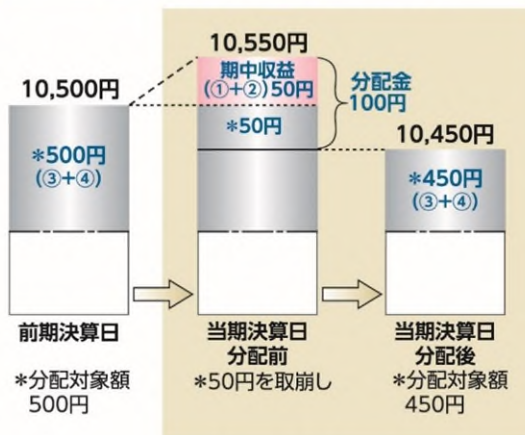 10,500円
*500円
(③+④)
前期決算日
*分配対象額
500円
10,550円
期中収益
(①+②)50円
*50円
分配金
100円
当期決算日
分配前
*50円を取崩し
10,450円
*450円
(③+④)
当期決算日
分配後
*分配対象額
450円